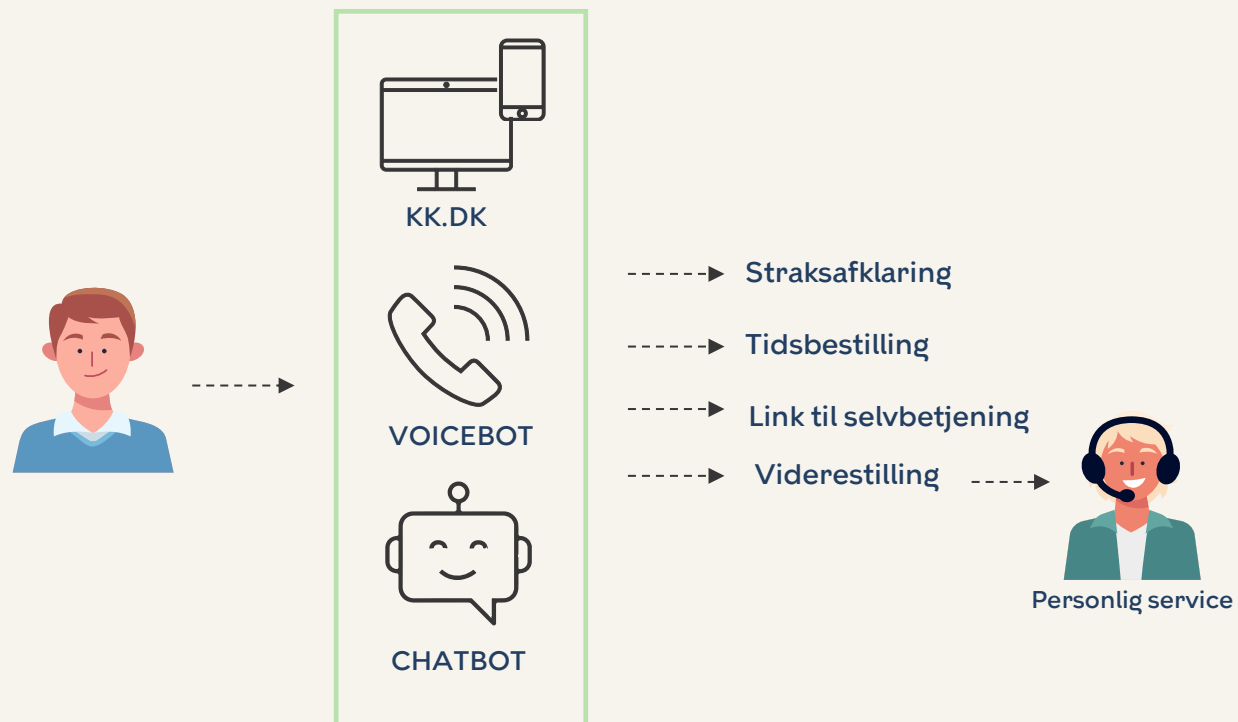 KK.DK
VOICEBOT
CHATBOT
Straksafklaring
Tidsbestilling
Link til selvbetjening
Viderestilling
Personlig service